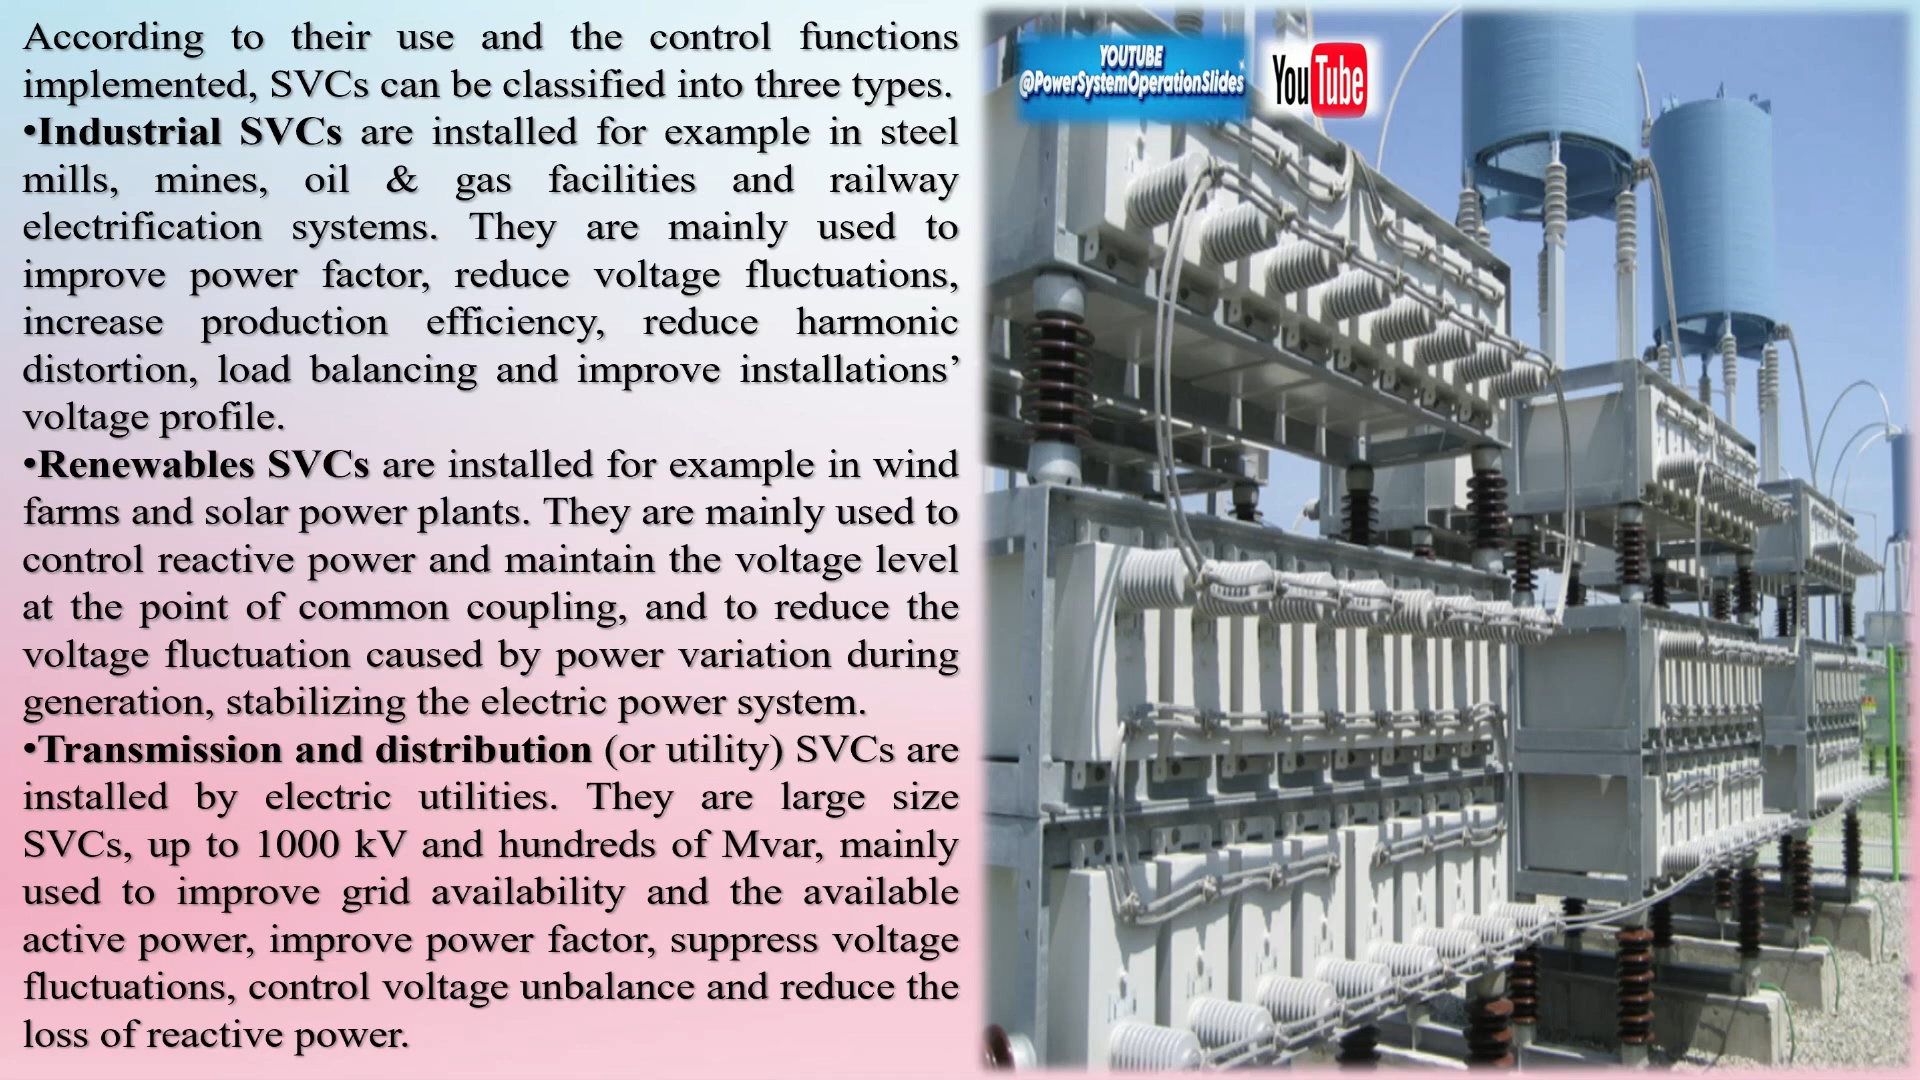 According to their use and the control functions
implemented, SVCs can be classified into three types.
•Industrial SVCs are installed for example in steel
mills, mines, oil & gas facilities and railway
electrification systems. They are mainly used to
improve power factor, reduce voltage fluctuations,
increase production efficiency, reduce harmonic
distortion, load balancing and improve installations’
voltage profile.
•Renewables SVCs are installed for example in wind
farms and solar power plants. They are mainly used to
control reactive power and maintain the voltage level
at the point of common coupling, and to reduce the
voltage fluctuation caused by power variation during
generation, stabilizing the electric power system.
•Transmission and distribution (or utility) SVCs are
installed by electric utilities. They are large size
SVCs, up to 1000 kV and hundreds of Mvar, mainly
used to improve grid availability and the available
active power, improve power factor, suppress voltage
fluctuations, control voltage unbalance and reduce the
loss of reactive power.
YOUTUBE
@PowerSystemOperationSlides
YouTube